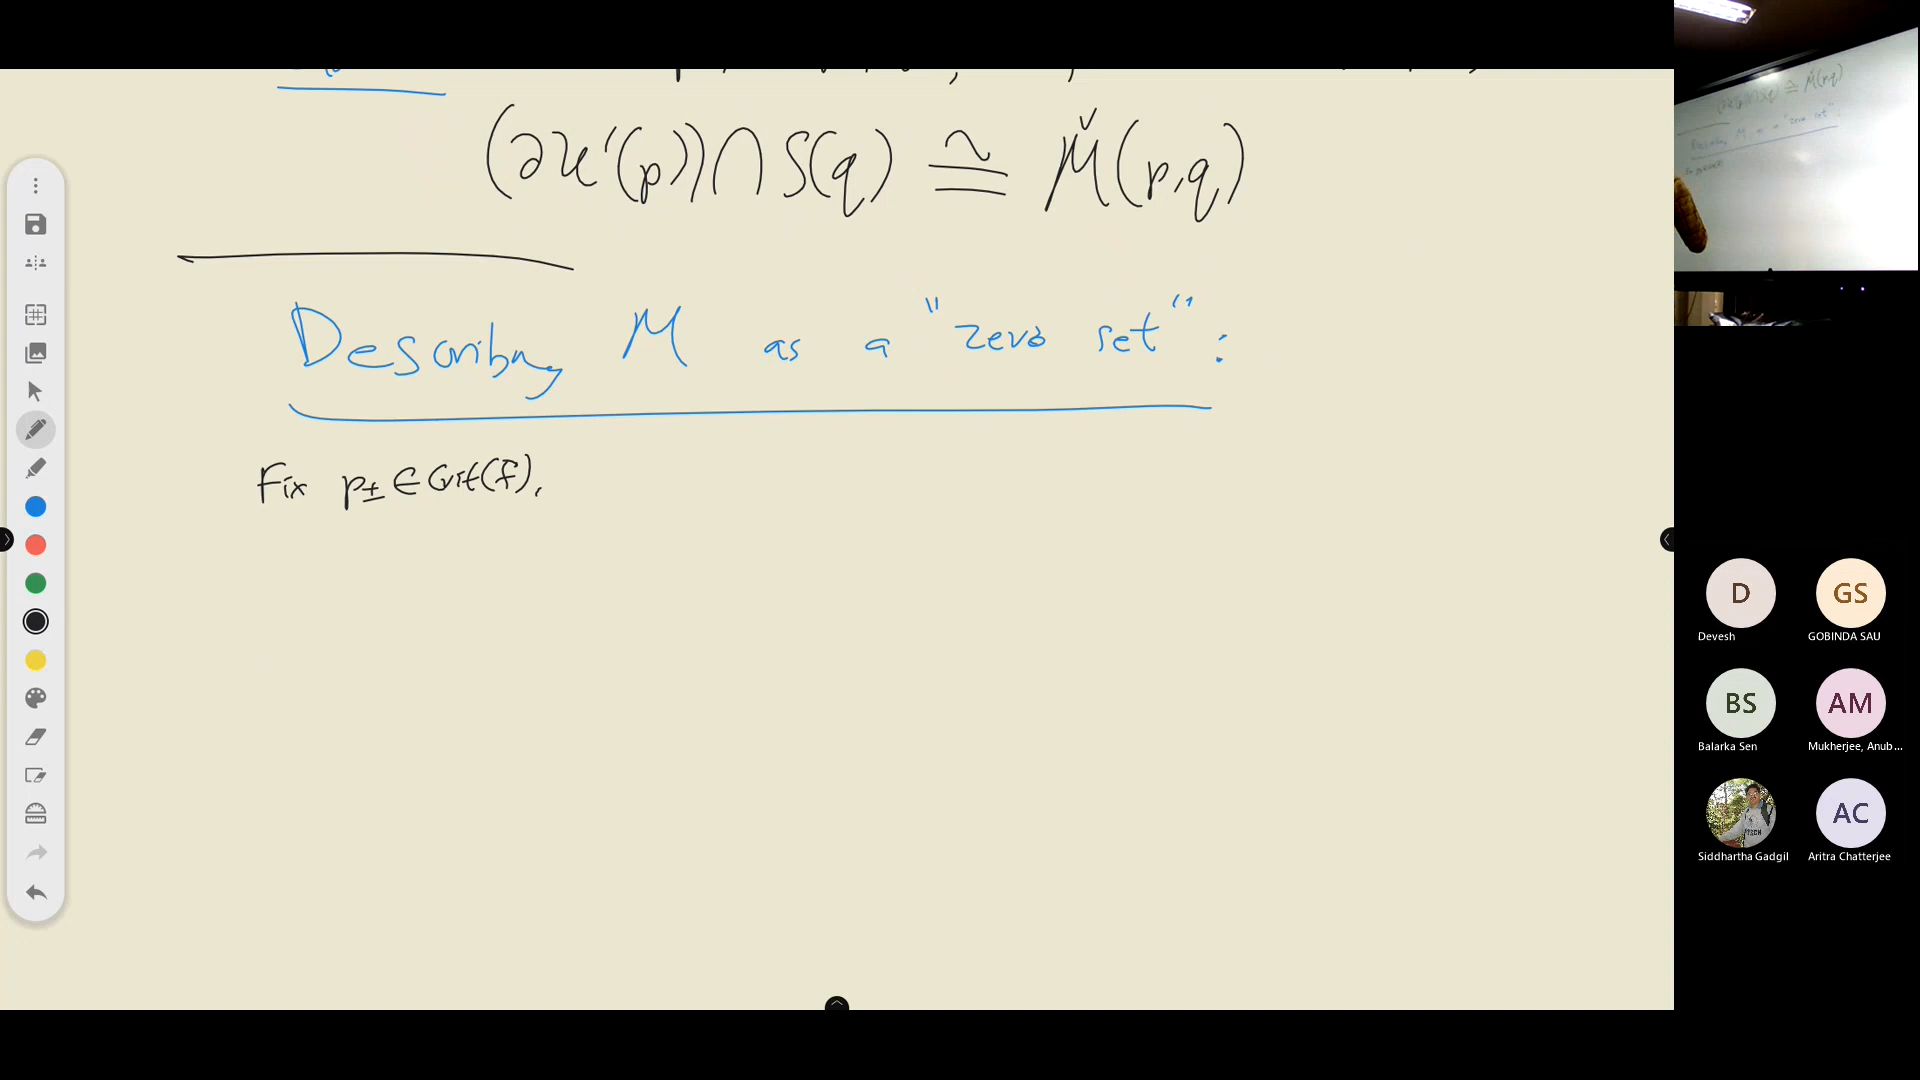 (∂U'(p))∩S(q) ≅ M̌(p,q)
Describing M as a "zero set":
Fix p± ∈ Crit(f),
D
GS
Devesh
GOBINDA SAU
BS
AM
Balarka Sen
Mukherjee, Anub...
AC
Siddhartha Gadgil
Aritra Chatterjee